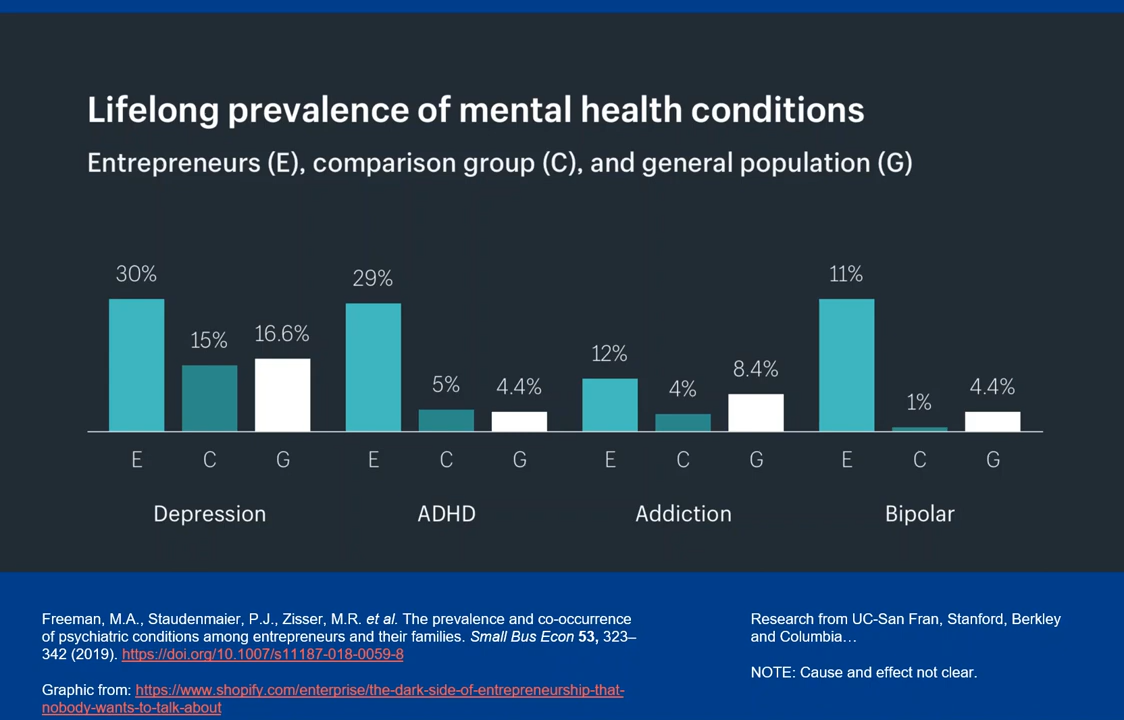 Lifelong prevalence of mental health conditions
Entrepreneurs (E), comparison group (C), and general population (G)
30%
15%
16.6%
29%
5%
4.4%
12%
4%
8.4%
11%
1%
4.4%
E C G E C G E C G E C G
Depression ADHD Addiction Bipolar
Freeman, M.A., Staudenmaier, P.J., Zisser, M.R. et al. The prevalence and co-occurrence
of psychiatric conditions among entrepreneurs and their families. Small Bus Econ 53, 323–
342 (2019). https://doi.org/10.1007/s11187-018-0059-8
Graphic from: https://www.shopify.com/enterprise/the-dark-side-of-entrepreneurship-that-
nobody-wants-to-talk-about
Research from UC-San Fran, Stanford, Berkley
and Columbia…
NOTE: Cause and effect not clear.